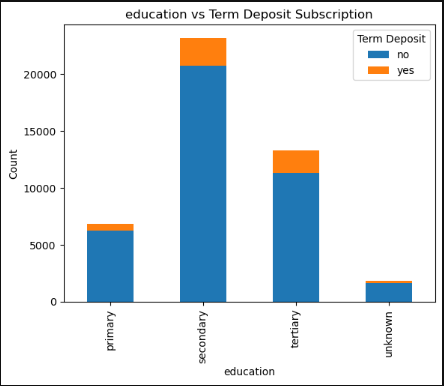 education vs Term Deposit Subscription
Term Deposit
no
yes
20000
15000
10000
5000
0
Count
primary
secondary
tertiary
unknown
education